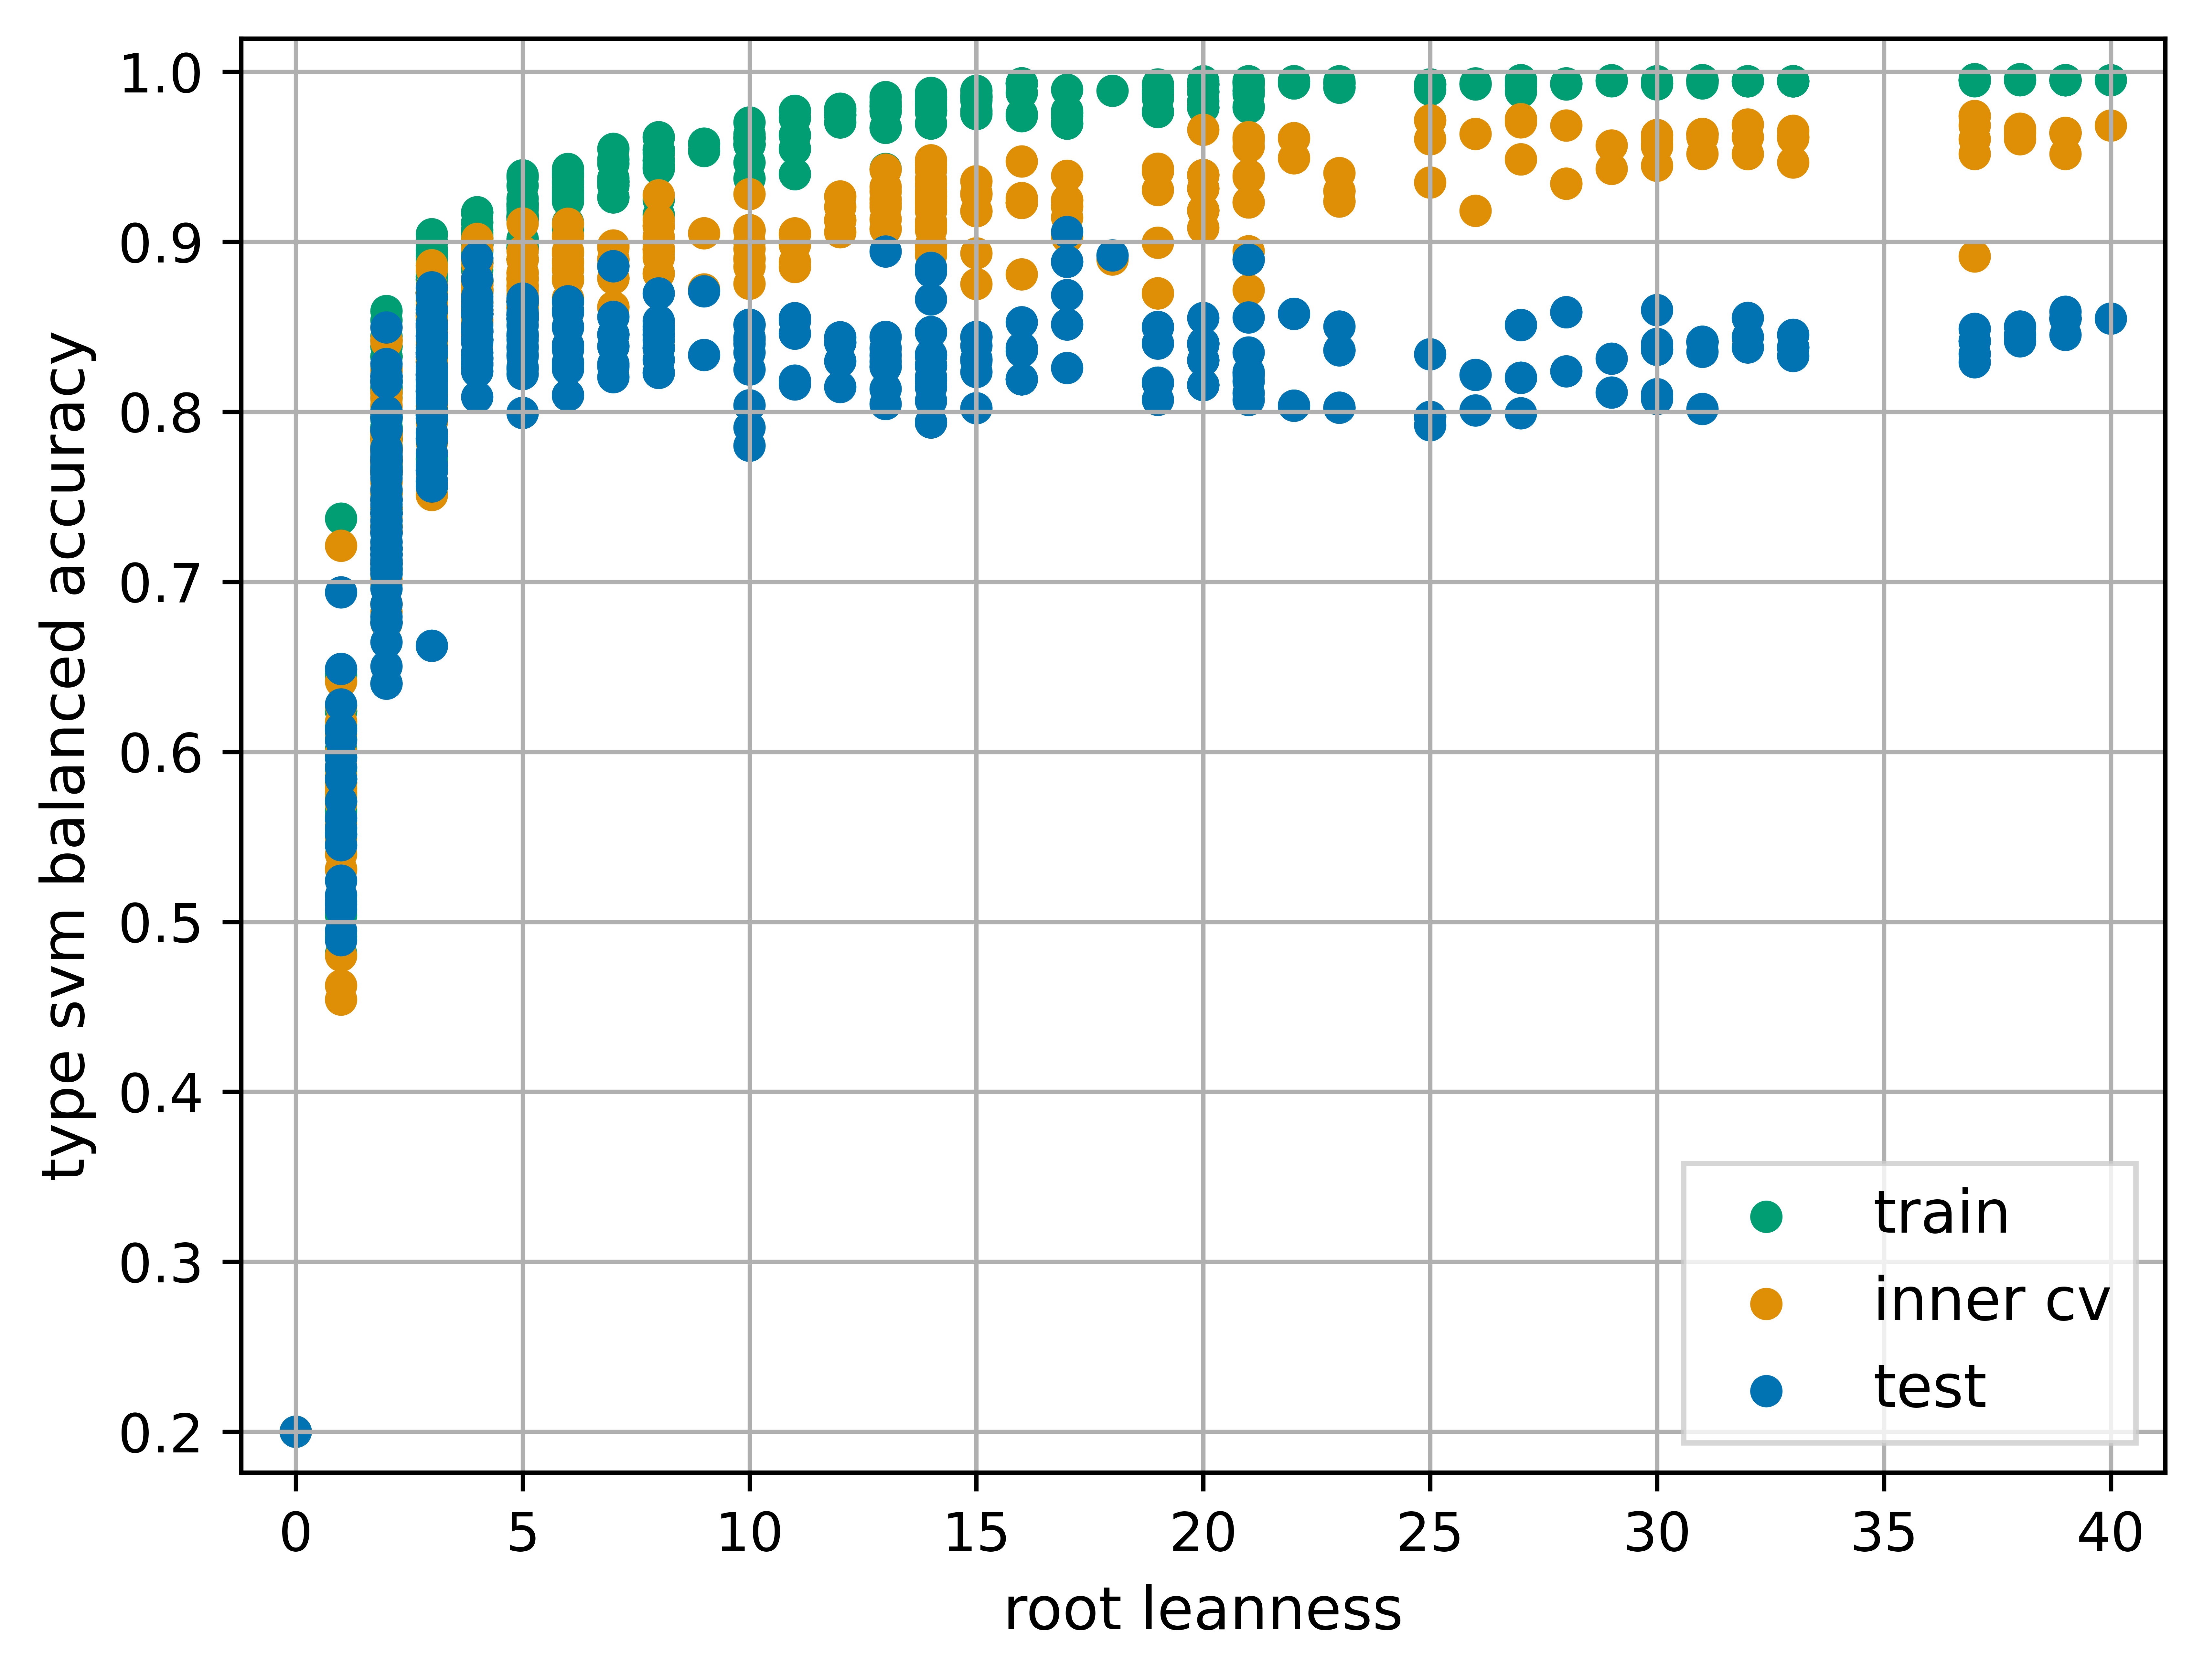 type svm balanced accuracy
1.0
0.9
0.8
0.7
0.6
0.5
0.4
0.3
0.2
train
inner cv
test
0 5 10 15 20 25 30 35 40
root leanness